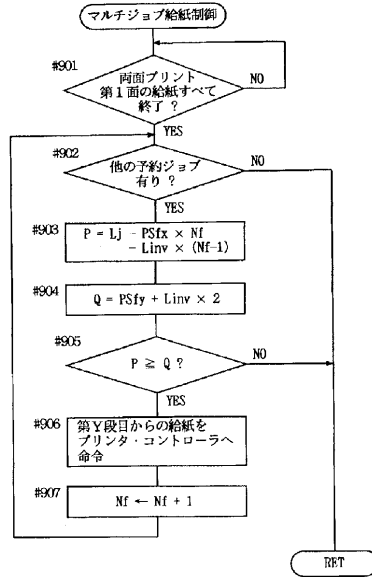 マルチジョブ給紙制御
#901
両面プリント
第1面の給紙すべて
終了 ?
NO
YES
#902
他の予約ジョブ
有り ?
NO
YES
#903
P = Lj - PSfx × Nf
- Linv × (Nf-1)
#904
Q = PSfy + Linv × 2
#905
P ≧ Q ?
NO
YES
#906
第Y段目からの給紙を
プリンタ・コントローラへ
命令
#907
Nf ← Nf + 1
RET